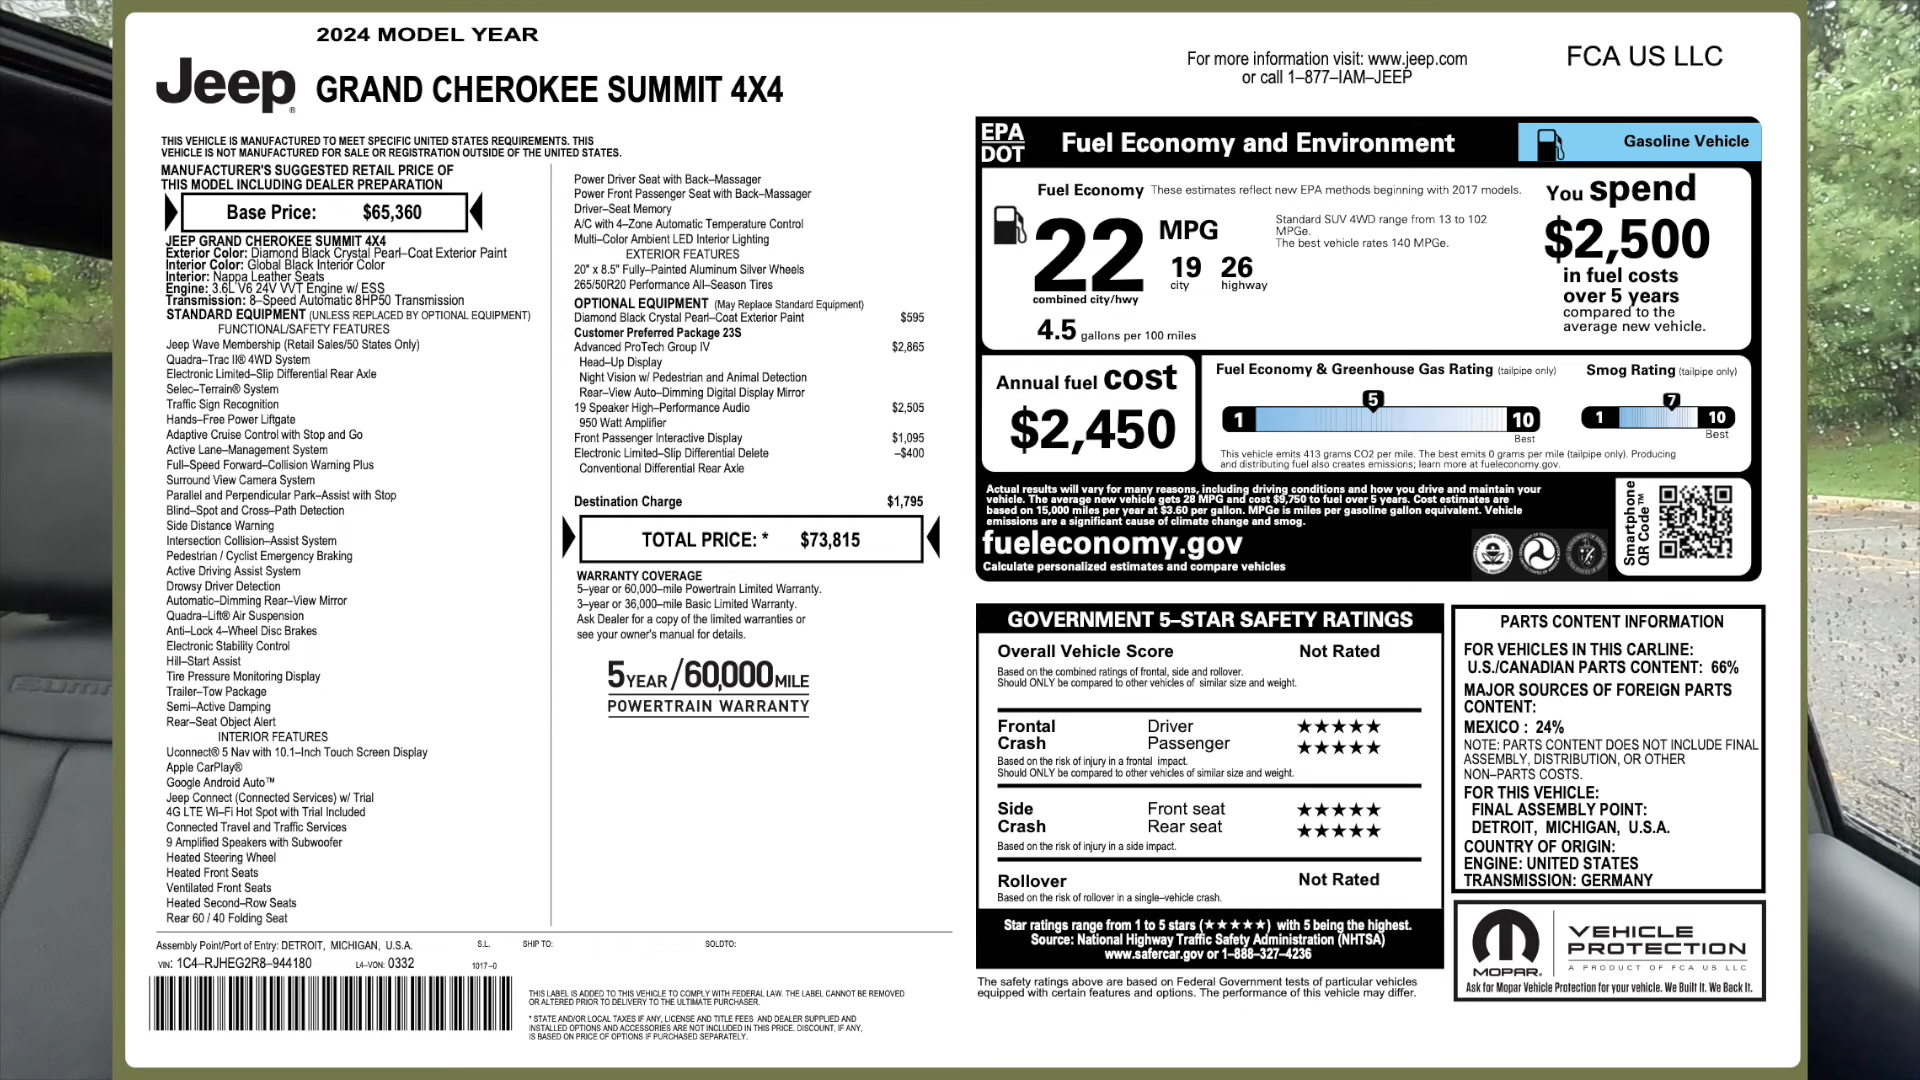 2024 MODEL YEAR
Jeep®
GRAND CHEROKEE SUMMIT 4X4
For more information visit: www.jeep.com
or call 1–877–IAM–JEEP
FCA US LLC
THIS VEHICLE IS MANUFACTURED TO MEET SPECIFIC UNITED STATES REQUIREMENTS. THIS
VEHICLE IS NOT MANUFACTURED FOR SALE OR REGISTRATION OUTSIDE OF THE UNITED STATES.
MANUFACTURER'S SUGGESTED RETAIL PRICE OF
THIS MODEL INCLUDING DEALER PREPARATION
Base Price: $65,360
JEEP GRAND CHEROKEE SUMMIT 4X4
Exterior Color: Diamond Black Crystal Pearl–Coat Exterior Paint
Interior Color: Global Black Interior Color
Interior: Nappa Leather Seats
Engine: 3.6L V6 24V VVT Engine w/ ESS
Transmission: 8–Speed Automatic 8HP50 Transmission
STANDARD EQUIPMENT (UNLESS REPLACED BY OPTIONAL EQUIPMENT)
FUNCTIONAL/SAFETY FEATURES
Jeep Wave Membership (Retail Sales/50 States Only)
Quadra–Trac II® 4WD System
Electronic Limited–Slip Differential Rear Axle
Selec–Terrain® System
Traffic Sign Recognition
Hands–Free Power Liftgate
Adaptive Cruise Control with Stop and Go
Active Lane–Management System
Full–Speed Forward–Collision Warning Plus
Surround View Camera System
Parallel and Perpendicular Park–Assist with Stop
Blind–Spot and Cross–Path Detection
Side Distance Warning
Intersection Collision–Assist System
Pedestrian / Cyclist Emergency Braking
Active Driving Assist System
Drowsy Driver Detection
Automatic–Dimming Rear–View Mirror
Quadra–Lift® Air Suspension
Anti–Lock 4–Wheel Disc Brakes
Electronic Stability Control
Hill–Start Assist
Tire Pressure Monitoring Display
Trailer–Tow Package
Semi–Active Damping
Rear–Seat Object Alert
INTERIOR FEATURES
Uconnect® 5 Nav with 10.1–Inch Touch Screen Display
Apple CarPlay®
Google Android Auto™
Jeep Connect (Connected Services) w/ Trial
4G LTE Wi–Fi Hot Spot with Trial Included
Connected Travel and Traffic Services
9 Amplified Speakers with Subwoofer
Heated Steering Wheel
Heated Front Seats
Ventilated Front Seats
Heated Second–Row Seats
Rear 60 / 40 Folding Seat
Power Driver Seat with Back–Massager
Power Front Passenger Seat with Back–Massager
Driver–Seat Memory
A/C with 4–Zone Automatic Temperature Control
Multi–Color Ambient LED Interior Lighting
EXTERIOR FEATURES
20" x 8.5" Fully–Painted Aluminum Silver Wheels
265/50R20 Performance All–Season Tires
OPTIONAL EQUIPMENT (May Replace Standard Equipment)
Diamond Black Crystal Pearl–Coat Exterior Paint $595
Customer Preferred Package 23S
Advanced ProTech Group IV $2,865
Head–Up Display
Night Vision w/ Pedestrian and Animal Detection
Rear–View Auto–Dimming Digital Display Mirror
19 Speaker High–Performance Audio $2,505
950 Watt Amplifier
Front Passenger Interactive Display $1,095
Electronic Limited–Slip Differential Delete –$400
Conventional Differential Rear Axle
Destination Charge $1,795
TOTAL PRICE: * $73,815
WARRANTY COVERAGE
5–year or 60,000–mile Powertrain Limited Warranty.
3–year or 36,000–mile Basic Limited Warranty.
Ask Dealer for a copy of the limited warranties or
see your owner's manual for details.
5 YEAR/60,000 MILE
POWERTRAIN WARRANTY
Assembly Point/Port of Entry: DETROIT, MICHIGAN, U.S.A.
S.L. SHIP TO: SOLDTO:
VIN: 1C4–RJHEG2R8–944180 L4–VON: 0332 1017–0
THIS LABEL IS ADDED TO THIS VEHICLE TO COMPLY WITH FEDERAL LAW. THE LABEL CANNOT BE REMOVED
OR ALTERED PRIOR TO DELIVERY TO THE ULTIMATE PURCHASER.
* STATE AND/OR LOCAL TAXES IF ANY, LICENSE AND TITLE FEES AND DEALER SUPPLIED AND
INSTALLED OPTIONS AND ACCESSORIES ARE NOT INCLUDED IN THIS PRICE. DISCOUNT, IF ANY,
IS BASED ON PRICE OF OPTIONS IF PURCHASED SEPARATELY.
EPA
DOT
Fuel Economy and Environment
Gasoline Vehicle
Fuel Economy These estimates reflect new EPA methods beginning with 2017 models.
22 MPG
19 26
city highway
combined city/hwy
4.5 gallons per 100 miles
Standard SUV 4WD range from 13 to 102
MPGe.
The best vehicle rates 140 MPGe.
You spend
$2,500
in fuel costs
over 5 years
compared to the
average new vehicle.
Annual fuel cost
$2,450
Fuel Economy & Greenhouse Gas Rating (tailpipe only)
5
1 10
Best
Smog Rating (tailpipe only)
7
1 10
Best
This vehicle emits 413 grams CO2 per mile. The best emits 0 grams per mile (tailpipe only). Producing
and distributing fuel also creates emissions; learn more at fueleconomy.gov.
Actual results will vary for many reasons, including driving conditions and how you drive and maintain your
vehicle. The average new vehicle gets 28 MPG and cost $9,750 to fuel over 5 years. Cost estimates are
based on 15,000 miles per year at $3.60 per gallon. MPGe is miles per gasoline gallon equivalent. Vehicle
emissions are a significant cause of climate change and smog.
fueleconomy.gov
Calculate personalized estimates and compare vehicles
Smartphone
QR Code™
GOVERNMENT 5–STAR SAFETY RATINGS
Overall Vehicle Score Not Rated
Based on the combined ratings of frontal, side and rollover.
Should ONLY be compared to other vehicles of similar size and weight.
Frontal Driver ★★★★★
Crash Passenger ★★★★★
Based on the risk of injury in a frontal impact.
Should ONLY be compared to other vehicles of similar size and weight.
Side Front seat ★★★★★
Crash Rear seat ★★★★★
Based on the risk of injury in a side impact.
Rollover Not Rated
Based on the risk of rollover in a single–vehicle crash.
Star ratings range from 1 to 5 stars (★★★★★) with 5 being the highest.
Source: National Highway Traffic Safety Administration (NHTSA)
www.safercar.gov or 1–888–327–4236
The safety ratings above are based on Federal Government tests of particular vehicles
equipped with certain features and options. The performance of this vehicle may differ.
PARTS CONTENT INFORMATION
FOR VEHICLES IN THIS CARLINE:
U.S./CANADIAN PARTS CONTENT: 66%
MAJOR SOURCES OF FOREIGN PARTS
CONTENT:
MEXICO : 24%
NOTE: PARTS CONTENT DOES NOT INCLUDE FINAL
ASSEMBLY, DISTRIBUTION, OR OTHER
NON–PARTS COSTS.
FOR THIS VEHICLE:
FINAL ASSEMBLY POINT:
DETROIT, MICHIGAN, U.S.A.
COUNTRY OF ORIGIN:
ENGINE: UNITED STATES
TRANSMISSION: GERMANY
MOPAR®
VEHICLE
PROTECTION
A PRODUCT OF FCA US LLC
Ask for Mopar Vehicle Protection for your vehicle. We Built It. We Back It.